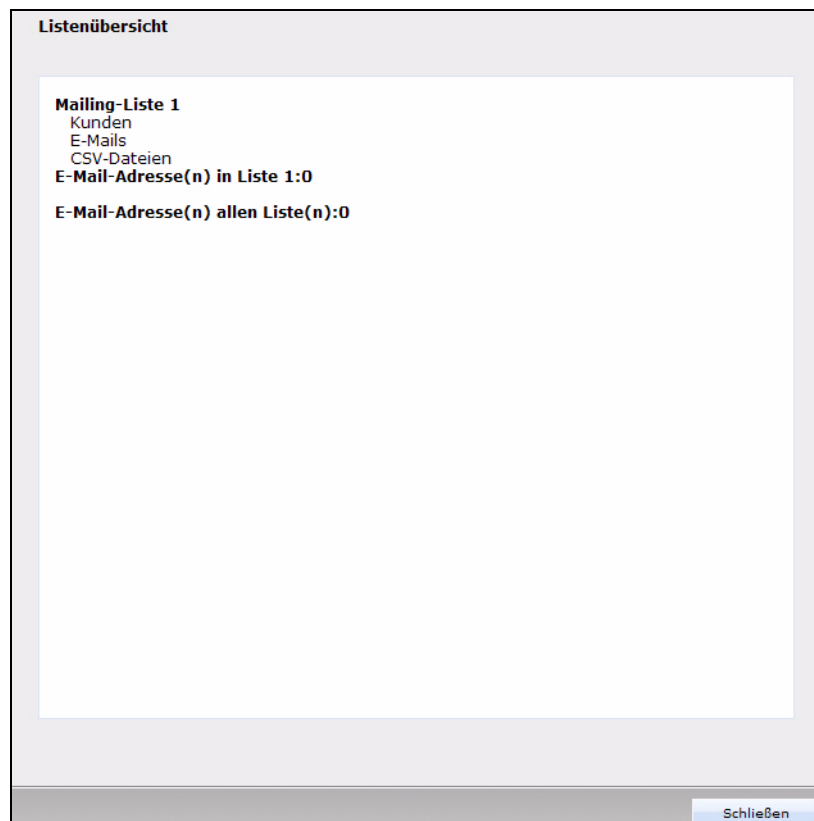 Listenübersicht
Mailing-Liste 1
Kunden
E-Mails
CSV-Dateien
E-Mail-Adresse(n) in Liste 1:0
E-Mail-Adresse(n) allen Liste(n):0
Schließen